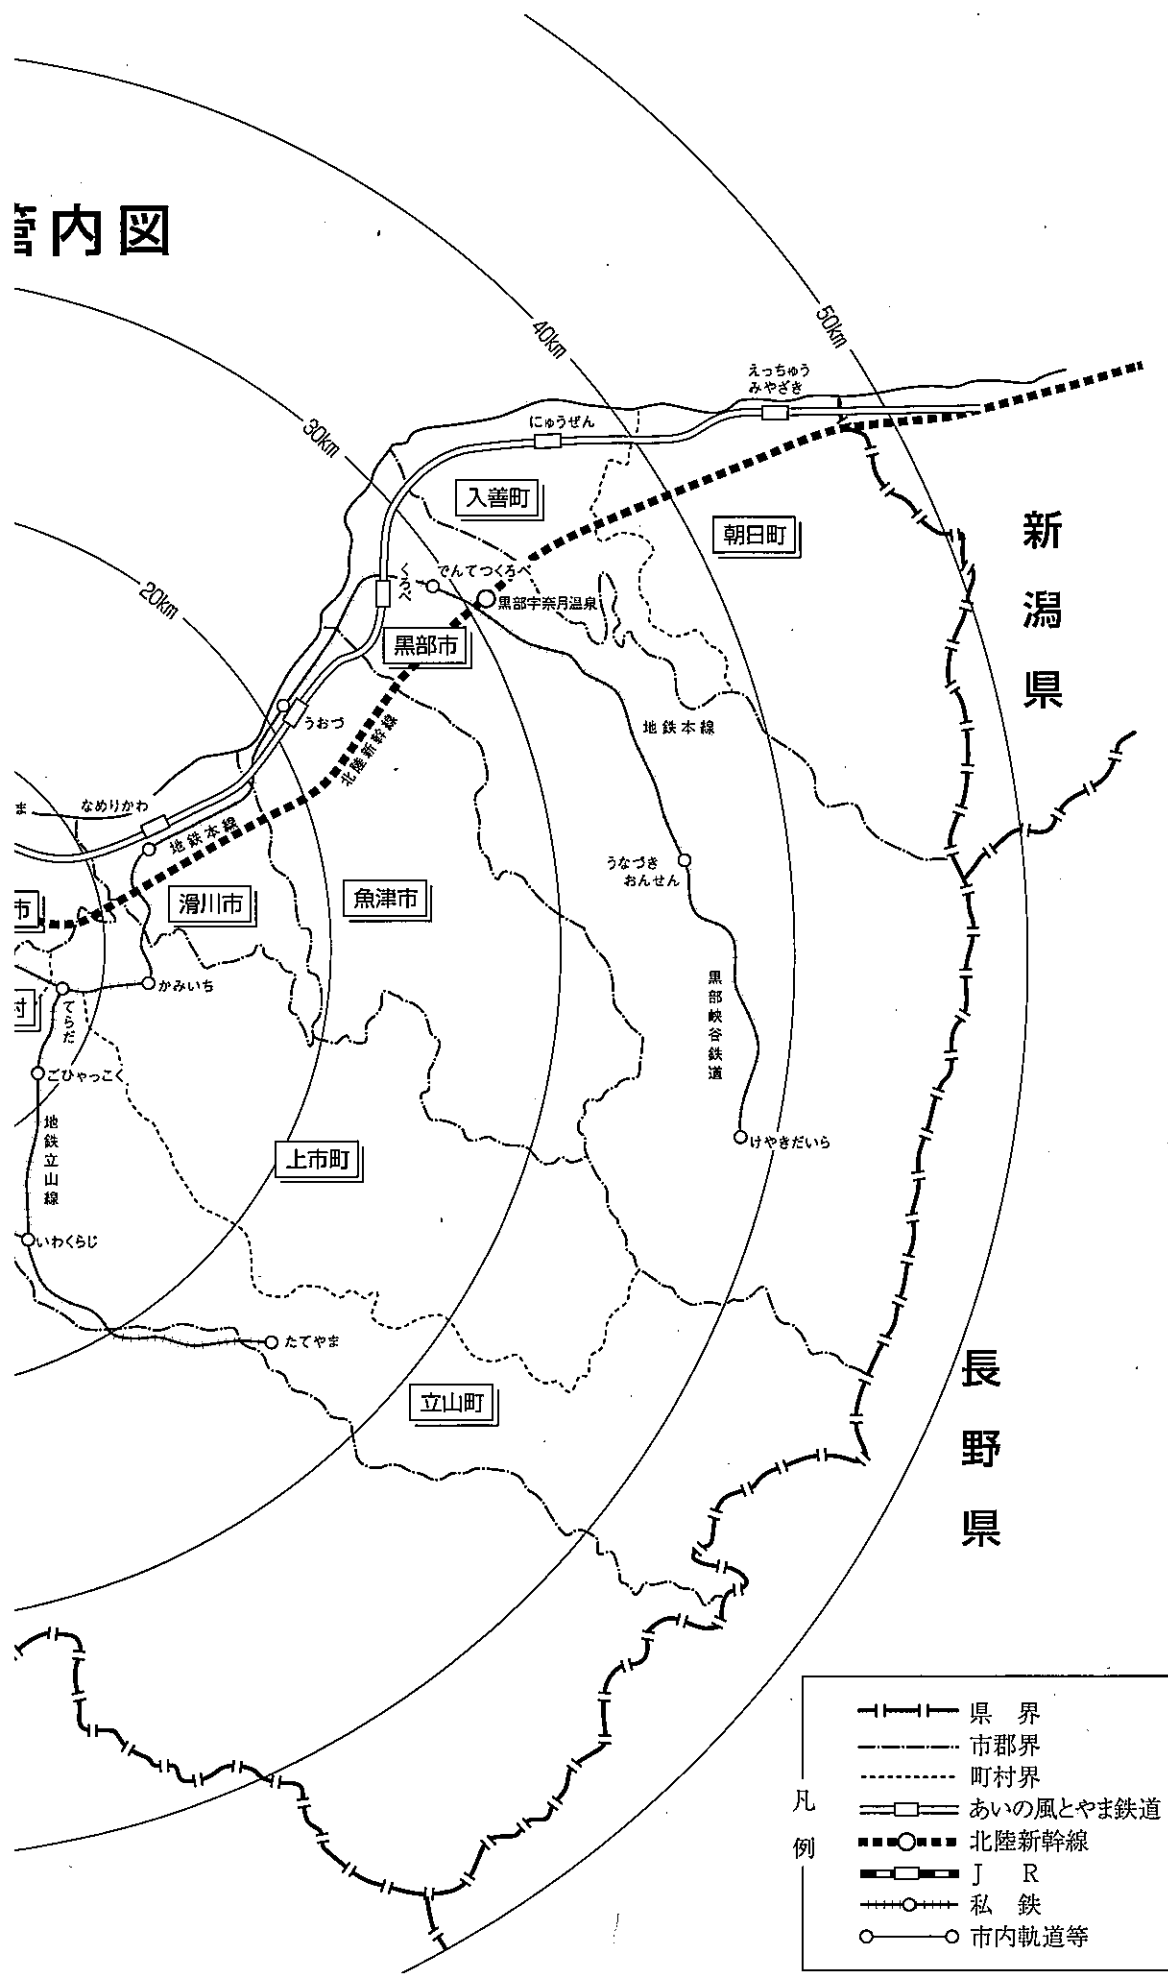 管内図
50km
40km
30km
20km
えっちゅう
みやざき
にゅうぜん
入善町
朝日町
新潟県
でんてつくろべ
くろべ
黒部宇奈月温泉
黒部市
うおづ
北陸新幹線
地鉄本線
ま
なめりかわ
地鉄本線
うなづき
おんせん
市
滑川市
魚津市
かみいち
村
てらだ
黒部峡谷鉄道
ごひゃっこく
地鉄立山線
上市町
けやきだいら
いわくらじ
たてやま
立山町
長野県
凡例
県界
市郡界
町村界
あいの風とやま鉄道
北陸新幹線
JR
私鉄
市内軌道等